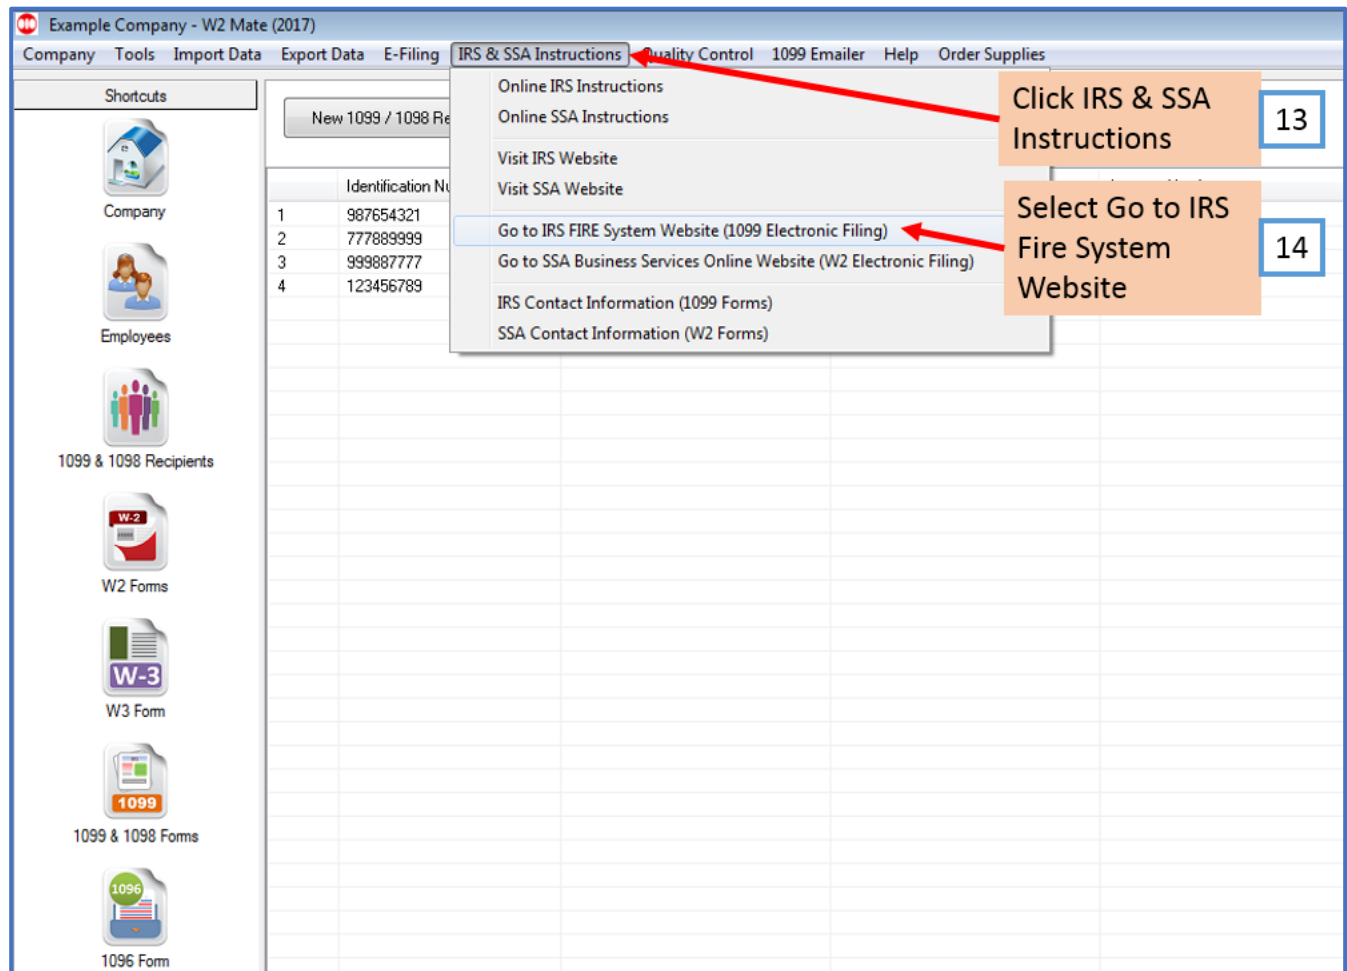 Example Company - W2 Mate (2017)
Company Tools Import Data Export Data E-Filing IRS & SSA Instructions Quality Control 1099 Emailer Help Order Supplies
Shortcuts
Company
Employees
1099 & 1098 Recipients
W-2
W2 Forms
W-3
W3 Form
1099
1099 & 1098 Forms
1096
1096 Form
New 1099 / 1098 Re
Identification Nu
1 987654321
2 777889999
3 999887777
4 123456789
Online IRS Instructions
Online SSA Instructions
Visit IRS Website
Visit SSA Website
Go to IRS FIRE System Website (1099 Electronic Filing)
Go to SSA Business Services Online Website (W2 Electronic Filing)
IRS Contact Information (1099 Forms)
SSA Contact Information (W2 Forms)
Click IRS & SSA
Instructions
13
Select Go to IRS
Fire System
Website
14